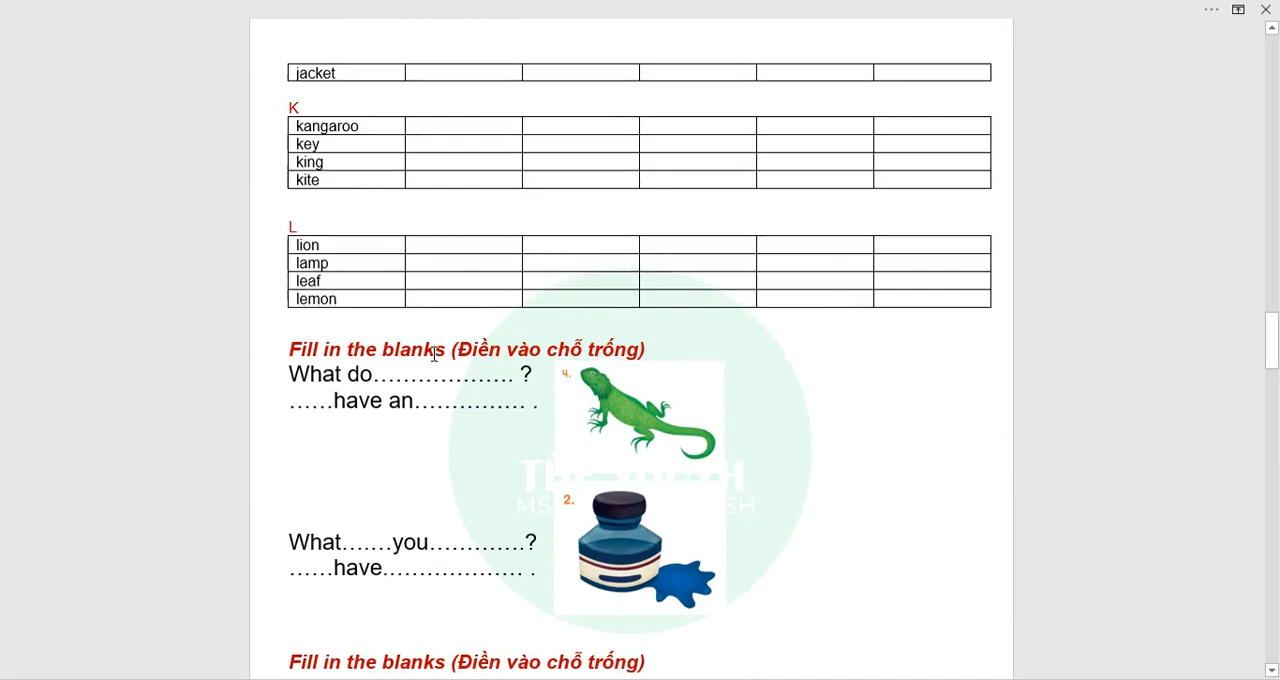 jacket
K
kangaroo
key
king
kite
L
lion
lamp
leaf
lemon
Fill in the blanks (Điền vào chỗ trống)
What do………………… ?
……have an…………… .
4.
2.
What…….you………….?
……have………………… .
Fill in the blanks (Điền vào chỗ trống)